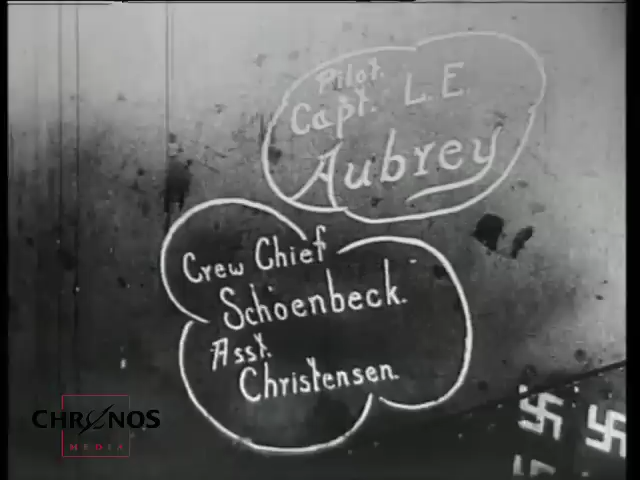 Pilot.
Capt. L.E.
Aubrey
Crew Chief
Schoenbeck.
Asst.
Christensen.
CHRONOS
MEDIA